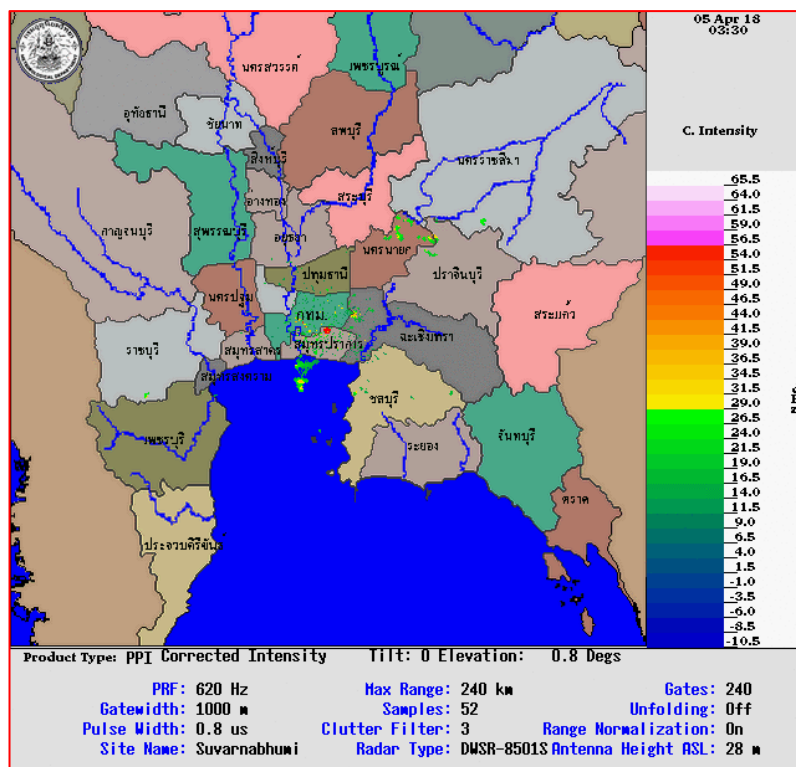 05 Apr 18
03:30
C. Intensity
นครสวรรค์
เพชรบูรณ์
อุทัยธานี
ชัยนาท
ลพบุรี
สิงห์บุรี
นครราชสีมา
สระบุรี
อ่างทอง
กาญจนบุรี
สุพรรณบุรี
อยุธยา
นครนายก
ปราจีนบุรี
ปทุมธานี
นครปฐม
กทม.
สระแก้ว
ฉะเชิงเทรา
สมุทรปราการ
ราชบุรี
สมุทรสาคร
สมุทรสงคราม
ชลบุรี
เพชรบุรี
ระยอง
จันทบุรี
ตราด
ประจวบคีรีขันธ์
65.5
64.0
61.5
59.0
56.5
54.0
51.5
49.0
46.5
44.0
41.5
39.0
36.5
34.0
31.5
29.0
26.5
24.0
21.5
19.0
16.5
14.0
11.5
9.0
6.5
4.0
1.5
-1.0
-3.5
-6.0
-8.5
-10.5
Product Type: PPI Corrected Intensity Tilt: 0 Elevation: 0.8 Degs
PRF: 620 Hz Max Range: 240 km Gates: 240
Gatewidth: 1000 m Samples: 52 Unfolding: Off
Pulse Width: 0.8 us Clutter Filter: 3 Range Normalization: On
Site Name: Suvarnabhumi Radar Type: DWSR-8501S Antenna Height ASL: 28 m